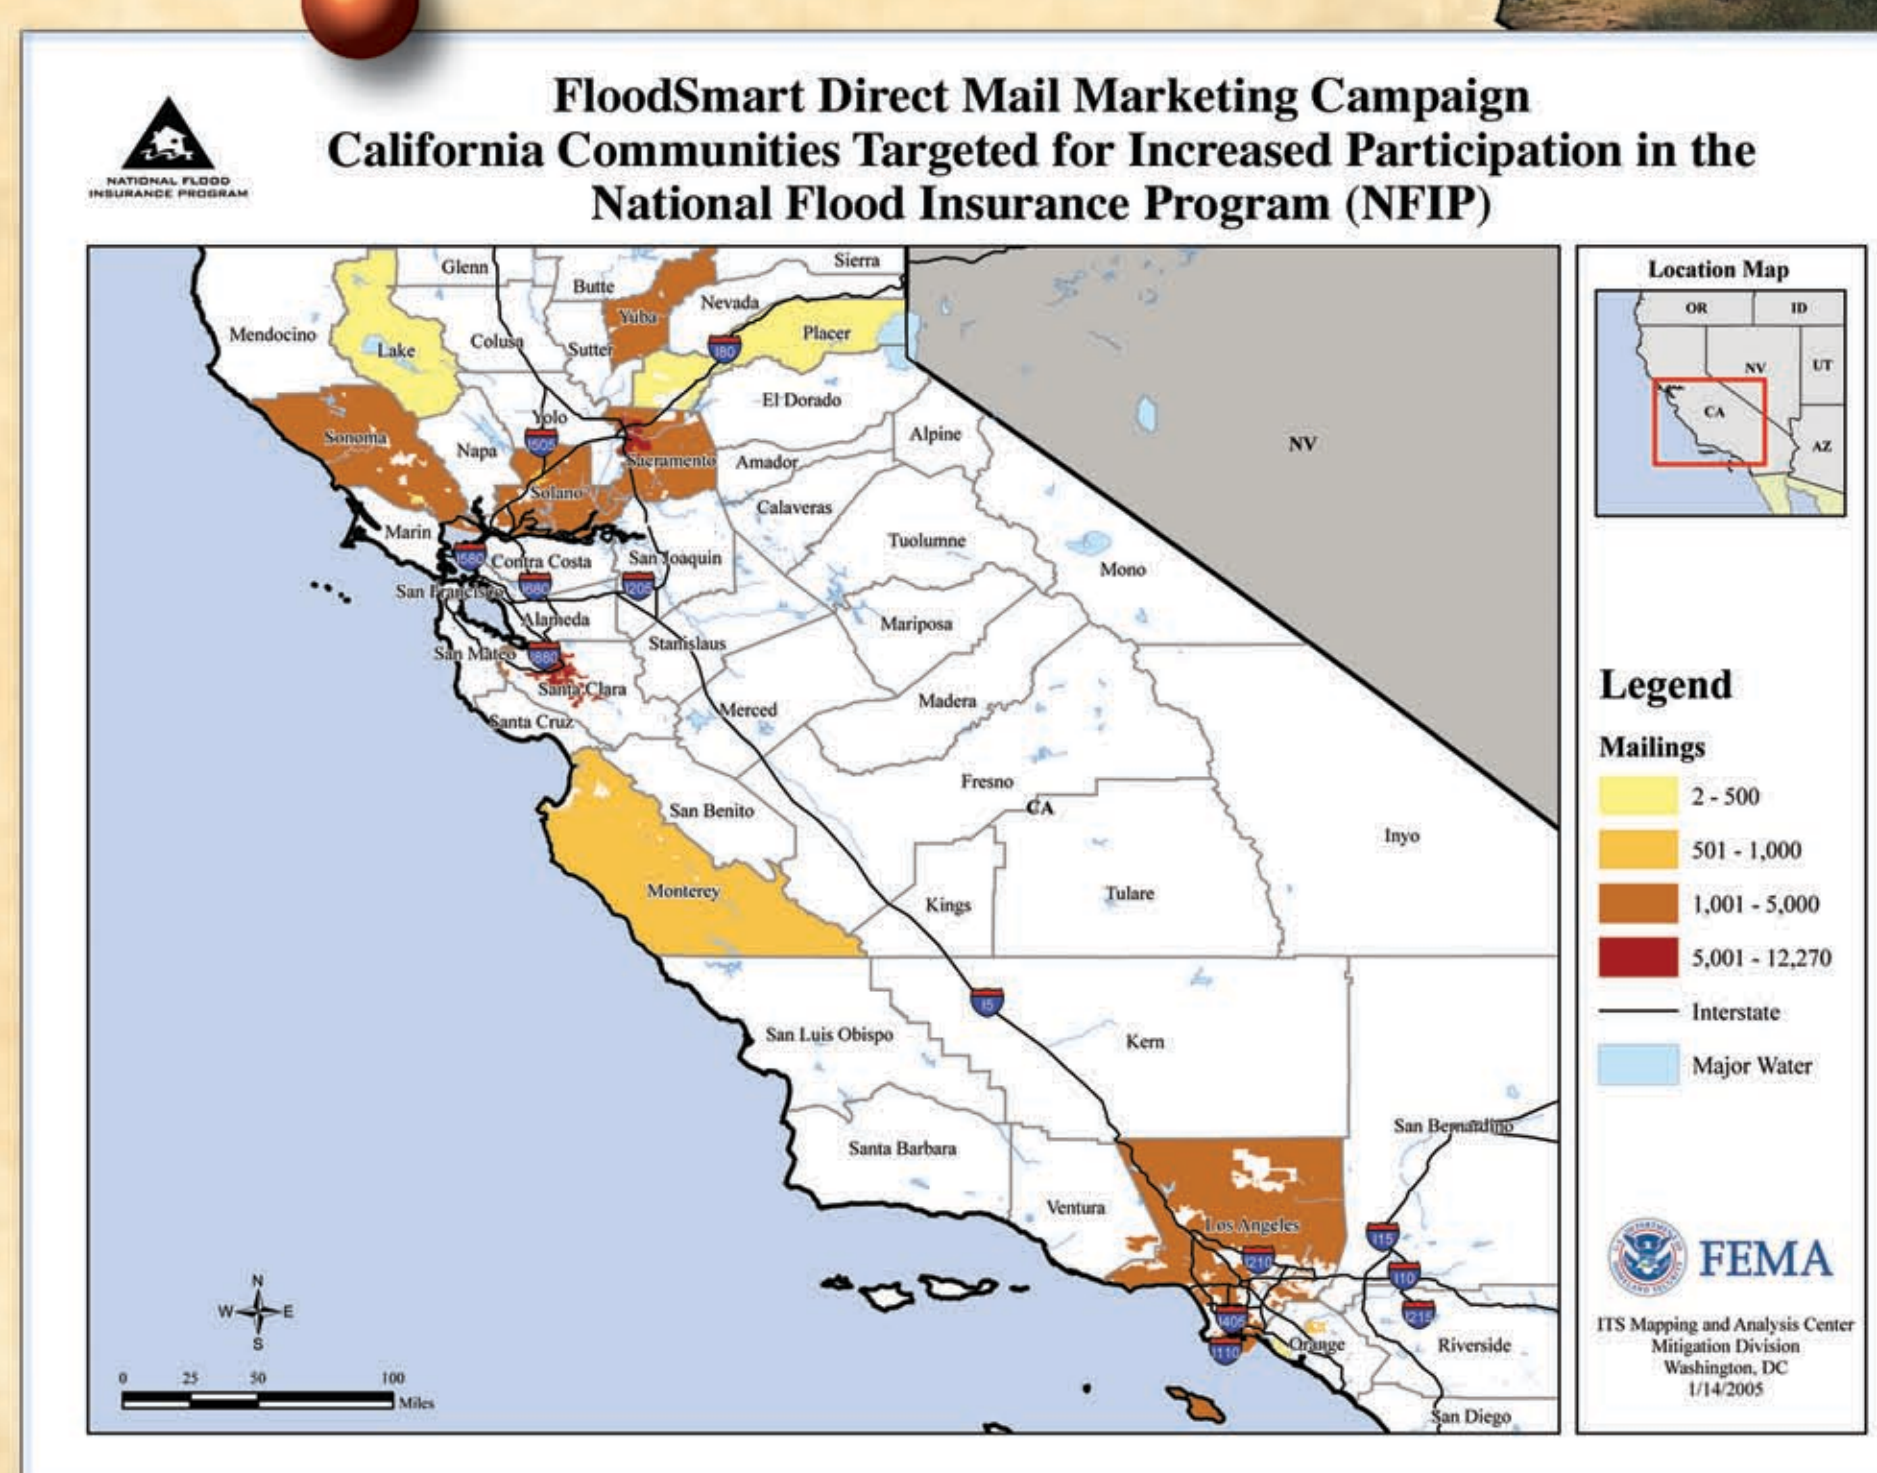 FloodSmart Direct Mail Marketing Campaign
California Communities Targeted for Increased Participation in the
National Flood Insurance Program (NFIP)
NATIONAL FLOOD
INSURANCE PROGRAM
Glenn
Butte
Sierra
Mendocino
Lake
Colusa
Sutter
Yuba
Nevada
I80
Placer
El Dorado
Sonoma
Napa
Yolo
I505
Sacramento
Amador
Alpine
Solano
Calaveras
Marin
I580
Contra Costa
San Joaquin
Tuolumne
Mono
San Francisco
I680
I205
Alameda
Stanislaus
Mariposa
San Mateo
I880
Santa Clara
Santa Cruz
Merced
Madera
Fresno
CA
San Benito
Monterey
Kings
Tulare
Inyo
NV
I5
San Luis Obispo
Kern
Santa Barbara
Ventura
San Bernardino
Los Angeles
I210
I15
I10
I405
I215
I110
Orange
Riverside
San Diego
N
W E
S
0 25 50 100
Miles
Location Map
OR ID
NV UT
CA
AZ
Legend
Mailings
2 - 500
501 - 1,000
1,001 - 5,000
5,001 - 12,270
Interstate
Major Water
FEMA
ITS Mapping and Analysis Center
Mitigation Division
Washington, DC
1/14/2005